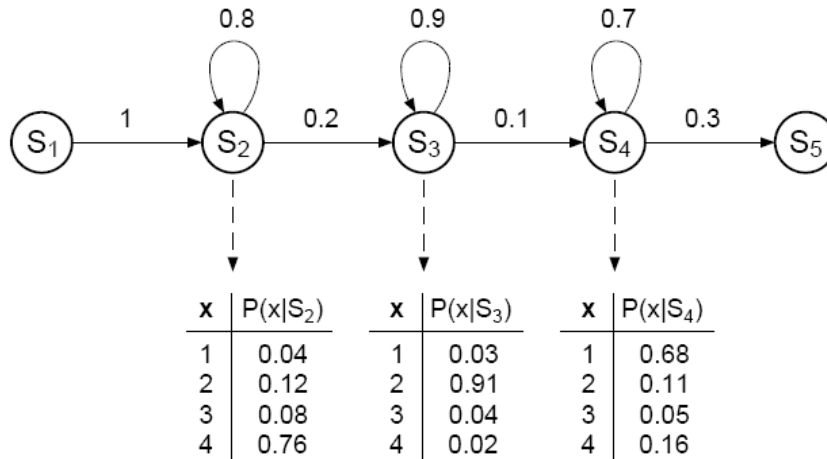 0.8 0.9 0.7
S1 1 S2 0.2 S3 0.1 S4 0.3 S5
x P(x|S2) x P(x|S3) x P(x|S4)
1 0.04 1 0.03 1 0.68
2 0.12 2 0.91 2 0.11
3 0.08 3 0.04 3 0.05
4 0.76 4 0.02 4 0.16